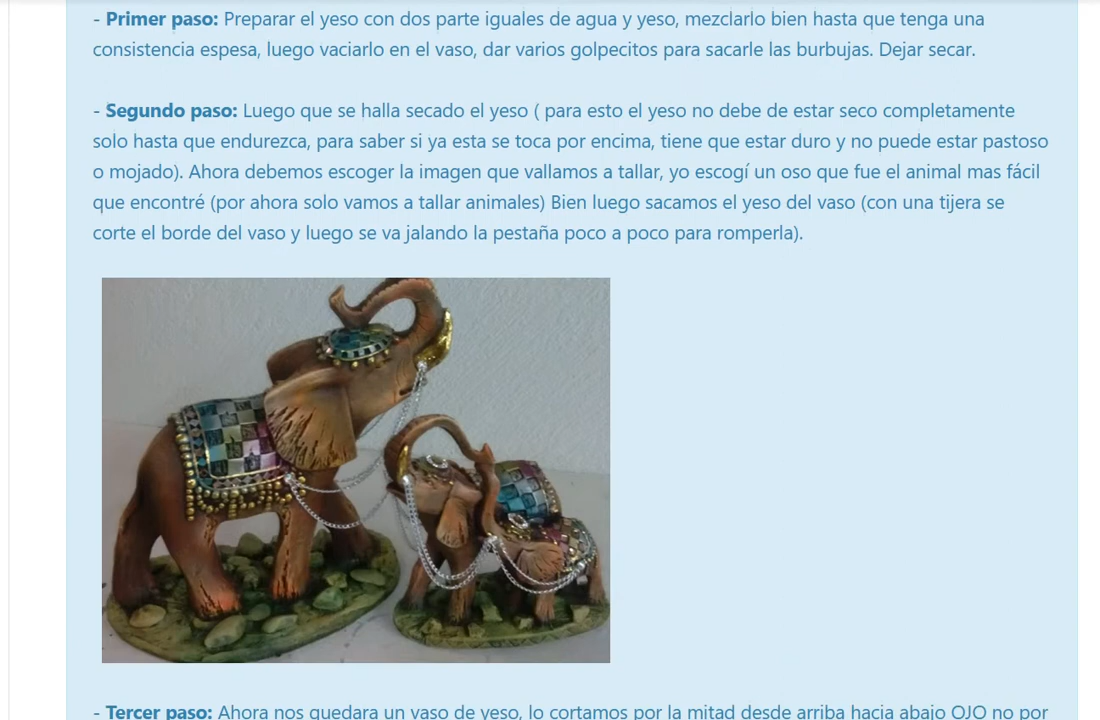 - Primer paso: Preparar el yeso con dos parte iguales de agua y yeso, mezclarlo bien hasta que tenga una
consistencia espesa, luego vaciarlo en el vaso, dar varios golpecitos para sacarle las burbujas. Dejar secar.
- Segundo paso: Luego que se halla secado el yeso ( para esto el yeso no debe de estar seco completamente
solo hasta que endurezca, para saber si ya esta se toca por encima, tiene que estar duro y no puede estar pastoso
o mojado). Ahora debemos escoger la imagen que vallamos a tallar, yo escogí un oso que fue el animal mas fácil
que encontré (por ahora solo vamos a tallar animales) Bien luego sacamos el yeso del vaso (con una tijera se
corte el borde del vaso y luego se va jalando la pestaña poco a poco para romperla).
- Tercer paso: Ahora nos quedara un vaso de yeso, lo cortamos por la mitad desde arriba hacia abajo OJO no por